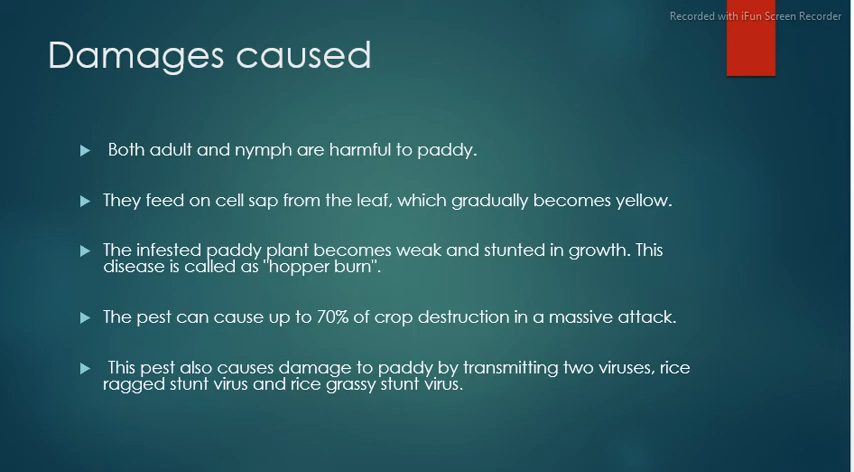 Recorded with iFun Screen Recorder
Damages caused
Both adult and nymph are harmful to paddy.
They feed on cell sap from the leaf, which gradually becomes yellow.
The infested paddy plant becomes weak and stunted in growth. This
disease is called as "hopper burn".
The pest can cause up to 70% of crop destruction in a massive attack.
This pest also causes damage to paddy by transmitting two viruses, rice
ragged stunt virus and rice grassy stunt virus.